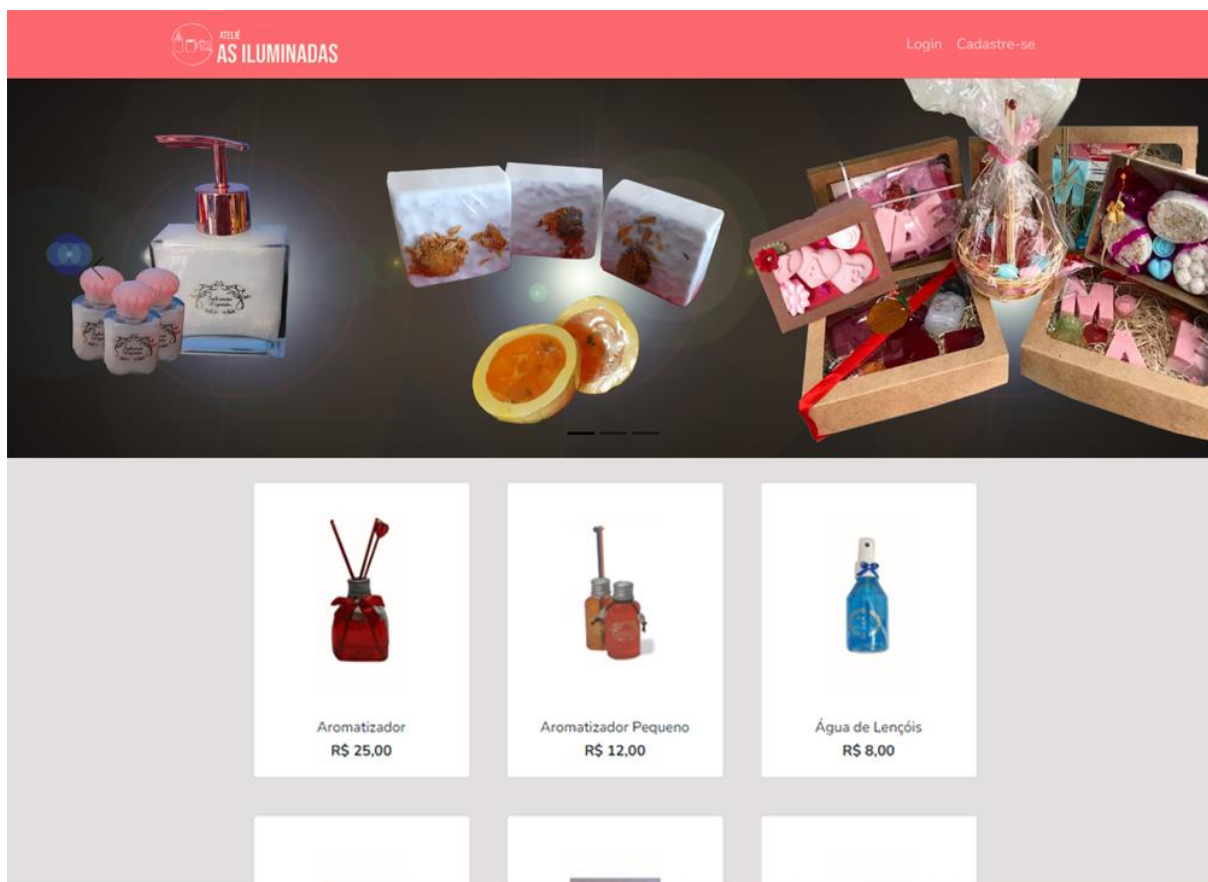 ATELIÊ
AS ILUMINADAS
Login Cadastre-se
Aromatizador
R$ 25,00
Aromatizador Pequeno
R$ 12,00
Água de Lençóis
R$ 8,00